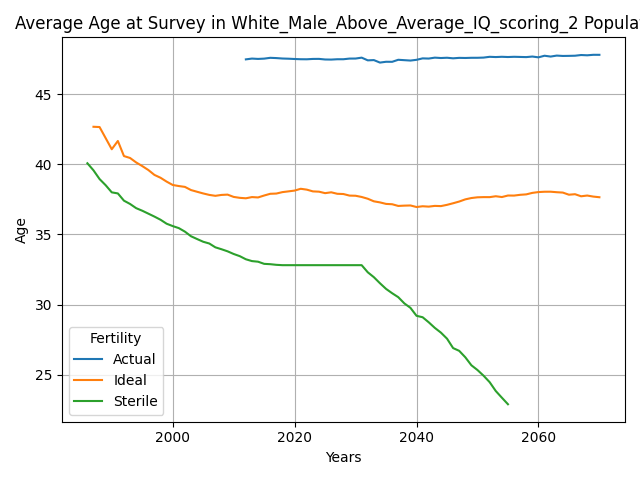 Average Age at Survey in White_Male_Above_Average_IQ_scoring_2 Popula
Age
45
40
35
30
25
Fertility
Actual
Ideal
Sterile
2000 2020 2040 2060
Years